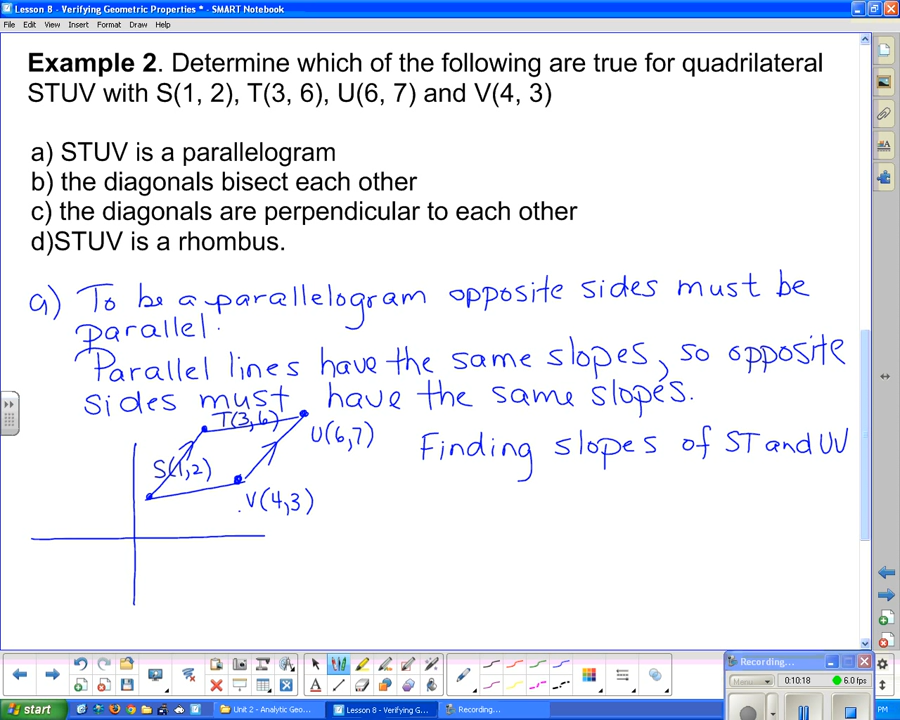 Lesson 8 - Verifying Geometric Properties * - SMART Notebook
File Edit View Insert Format Draw Help
Example 2. Determine which of the following are true for quadrilateral
STUV with S(1, 2), T(3, 6), U(6, 7) and V(4, 3)
a) STUV is a parallelogram
b) the diagonals bisect each other
c) the diagonals are perpendicular to each other
d)STUV is a rhombus.
a) To be a parallelogram opposite sides must be
parallel.
Parallel lines have the same slopes, so opposite
sides must have the same slopes.
T(3,6)
U(6,7)
S(1,2)
V(4,3)
Finding slopes of ST and UV
Recording...
Menu
0:10:18
6.0 fps
start
Unit 2 - Analytic Ge...
Lesson 8 - Verifying G...
Recording...
PM